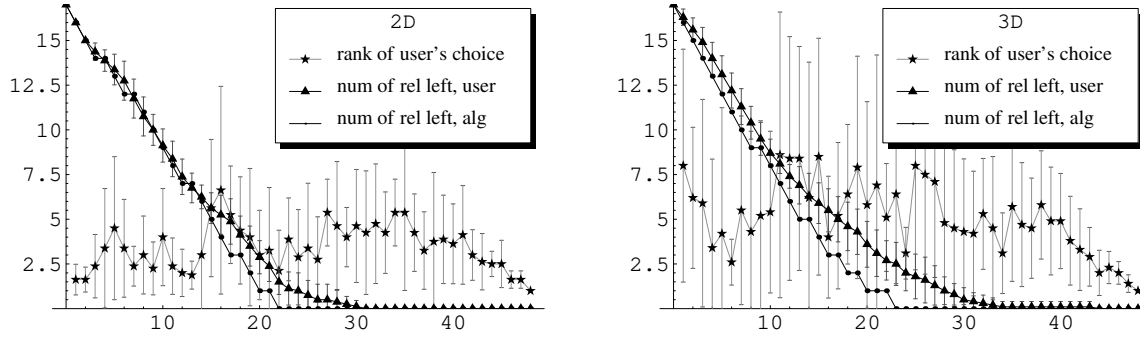 2D
rank of user's choice
num of rel left, user
num of rel left, alg
15
12.5
10
7.5
5
2.5
10 20 30 40
3D
rank of user's choice
num of rel left, user
num of rel left, alg
15
12.5
10
7.5
5
2.5
10 20 30 40